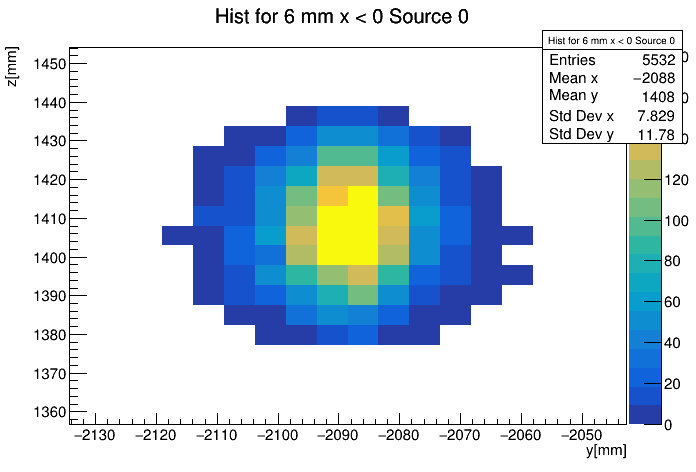 Hist for 6 mm x < 0 Source 0
z[mm]
Hist for 6 mm x < 0 Source 0
Entries 5532
Mean x −2088
Mean y 1408
Std Dev x 7.829
Std Dev y 11.78
1450
1440
1430
1420
1410
1400
1390
1380
1370
1360
−2130 −2120 −2110 −2100 −2090 −2080 −2070 −2060 −2050
y[mm]
120
100
80
60
40
20
0